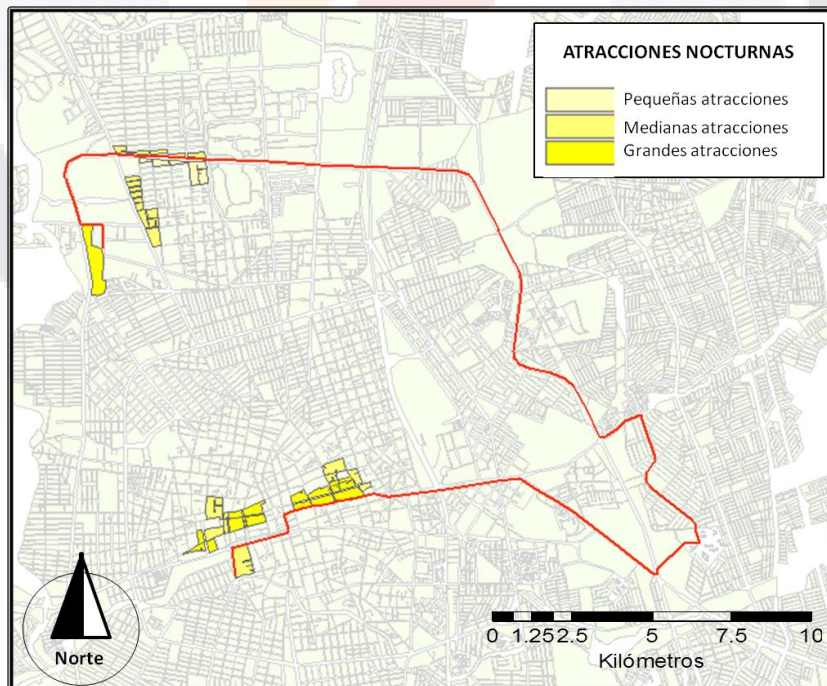 ATRACCIONES NOCTURNAS
Pequeñas atracciones
Medianas atracciones
Grandes atracciones
Norte
0 1.25 2.5 5 7.5 10
Kilómetros